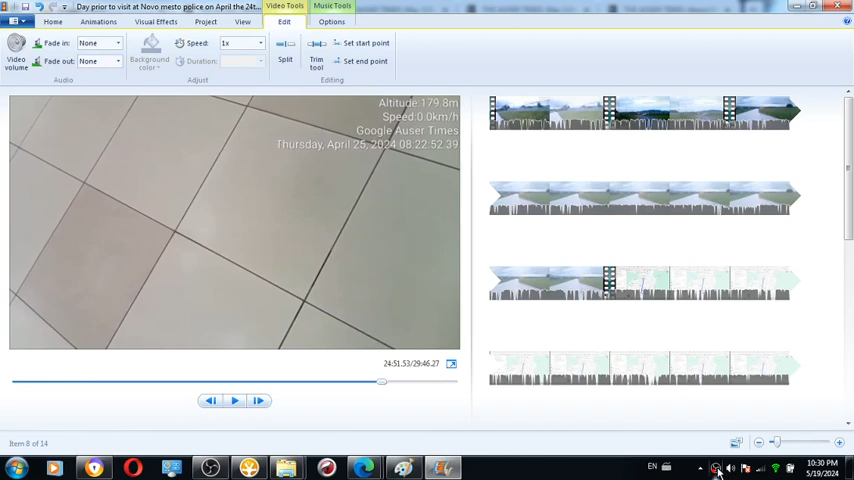 Day prior to visit at Novo mesto police on April the 24t...
Video Tools
Music Tools
Home
Animations
Visual Effects
Project
View
Edit
Options
Video volume
Fade in: None
Fade out: None
Audio
Background color
Speed: 1x
Duration:
Adjust
Split
Trim tool
Set start point
Set end point
Editing
Altitude:179.8m
Speed:0.0km/h
Google Auser Times
Thursday, April 25, 2024 08.22:52.39
24:51.53/29:46.27
Item 8 of 14
EN
10:30 PM
5/19/2024